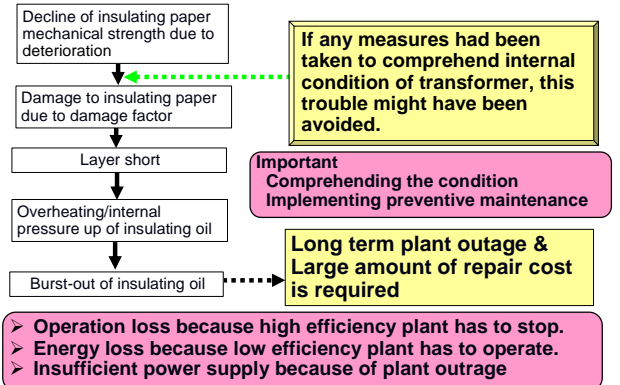 Decline of insulating paper
mechanical strength due to
deterioration
If any measures had been
taken to comprehend internal
condition of transformer, this
trouble might have been
avoided.
Damage to insulating paper
due to damage factor
Layer short
Important
Comprehending the condition
Implementing preventive maintenance
Overheating/internal
pressure up of insulating oil
Long term plant outage &
Large amount of repair cost
is required
Burst-out of insulating oil
➢ Operation loss because high efficiency plant has to stop.
➢ Energy loss because low efficiency plant has to operate.
➢ Insufficient power supply because of plant outrage